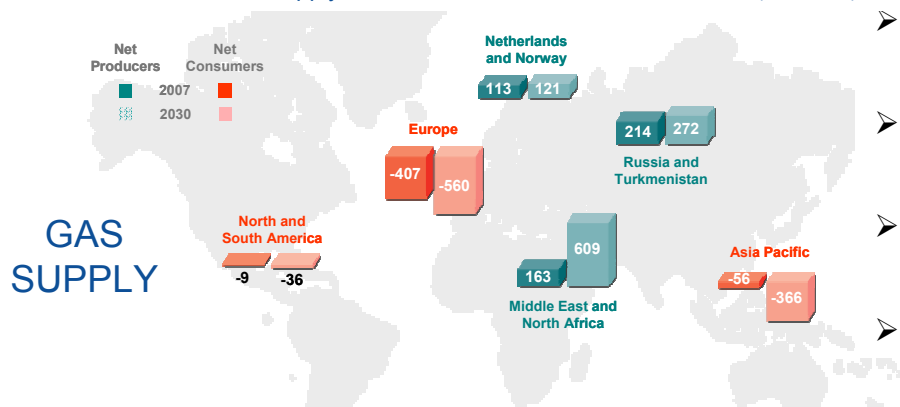 Net
Producers
Net
Consumers
2007
2030
Netherlands
and Norway
113
121
214
272
Russia and
Turkmenistan
Europe
-407
-560
GAS
SUPPLY
North and
South America
-9
-36
163
609
Middle East and
North Africa
Asia Pacific
-56
-366